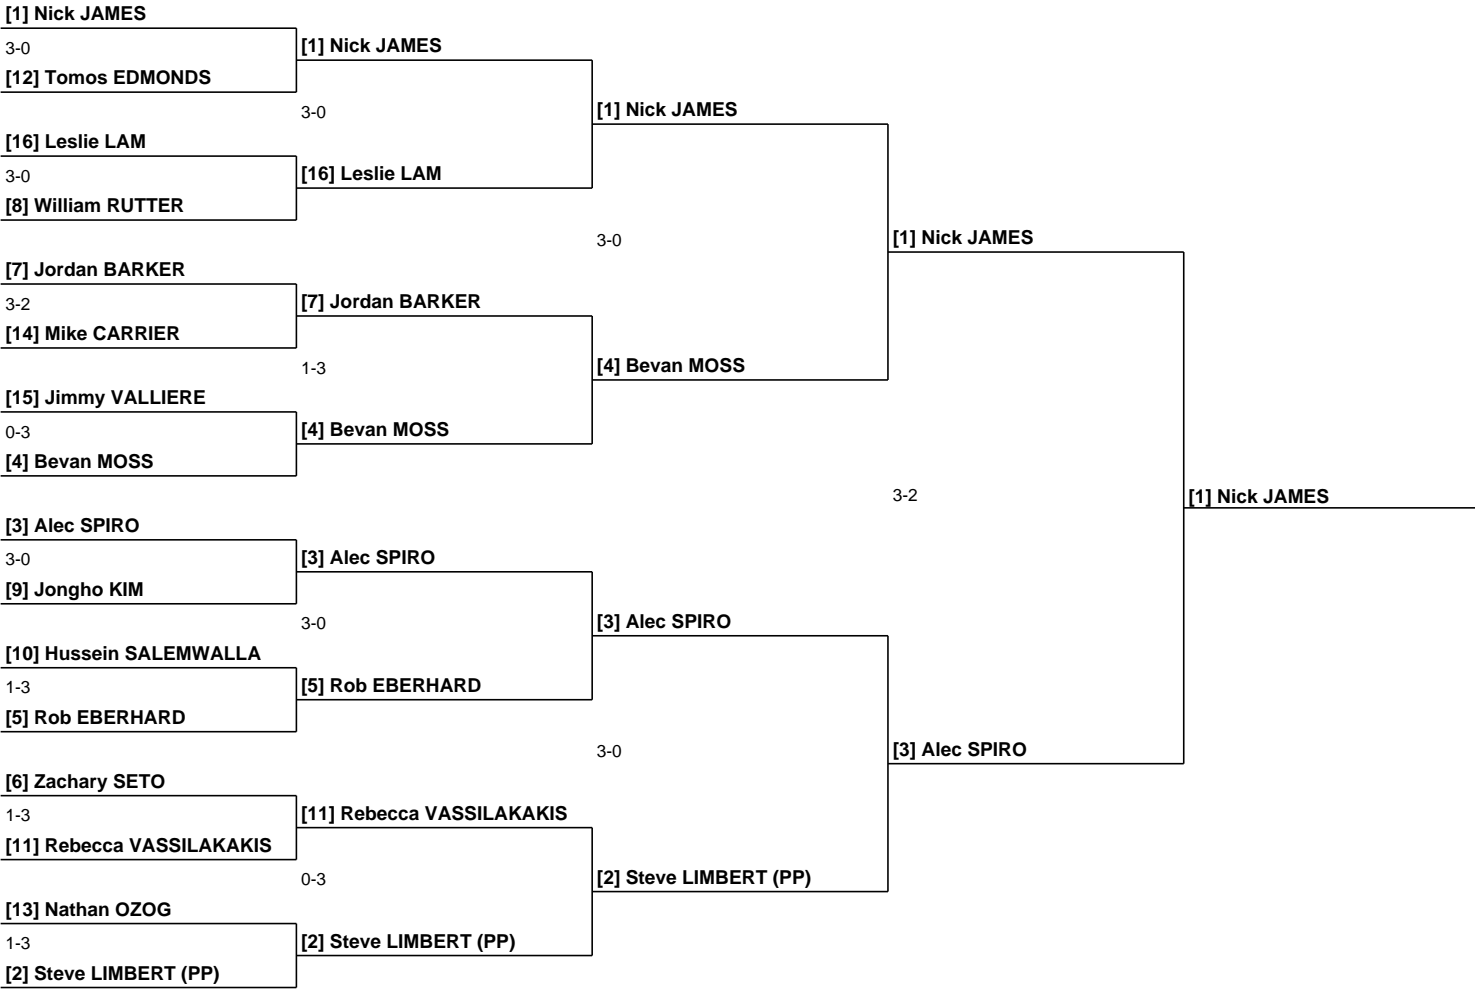 [1] Nick JAMES
3-0
[12] Tomos EDMONDS
[16] Leslie LAM
3-0
[8] William RUTTER
[7] Jordan BARKER
3-2
[14] Mike CARRIER
[15] Jimmy VALLIERE
0-3
[4] Bevan MOSS
[3] Alec SPIRO
3-0
[9] Jongho KIM
[10] Hussein SALEMWALLA
1-3
[5] Rob EBERHARD
[6] Zachary SETO
1-3
[11] Rebecca VASSILAKAKIS
[13] Nathan OZOG
1-3
[2] Steve LIMBERT (PP)
[1] Nick JAMES
3-0
[16] Leslie LAM
[7] Jordan BARKER
1-3
[4] Bevan MOSS
[3] Alec SPIRO
3-0
[5] Rob EBERHARD
[11] Rebecca VASSILAKAKIS
0-3
[2] Steve LIMBERT (PP)
[1] Nick JAMES
3-0
[4] Bevan MOSS
[3] Alec SPIRO
3-0
[2] Steve LIMBERT (PP)
[1] Nick JAMES
3-2
[3] Alec SPIRO
[1] Nick JAMES